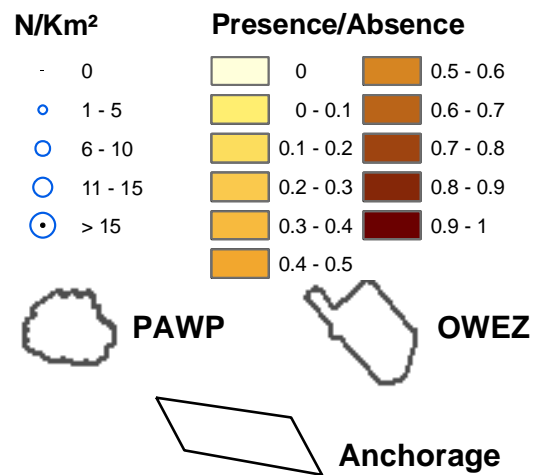 N/Km² Presence/Absence
- 0 0 0.5 - 0.6
1 - 5 0 - 0.1 0.6 - 0.7
6 - 10 0.1 - 0.2 0.7 - 0.8
11 - 15 0.2 - 0.3 0.8 - 0.9
> 15 0.3 - 0.4 0.9 - 1
0.4 - 0.5
PAWP OWEZ
Anchorage